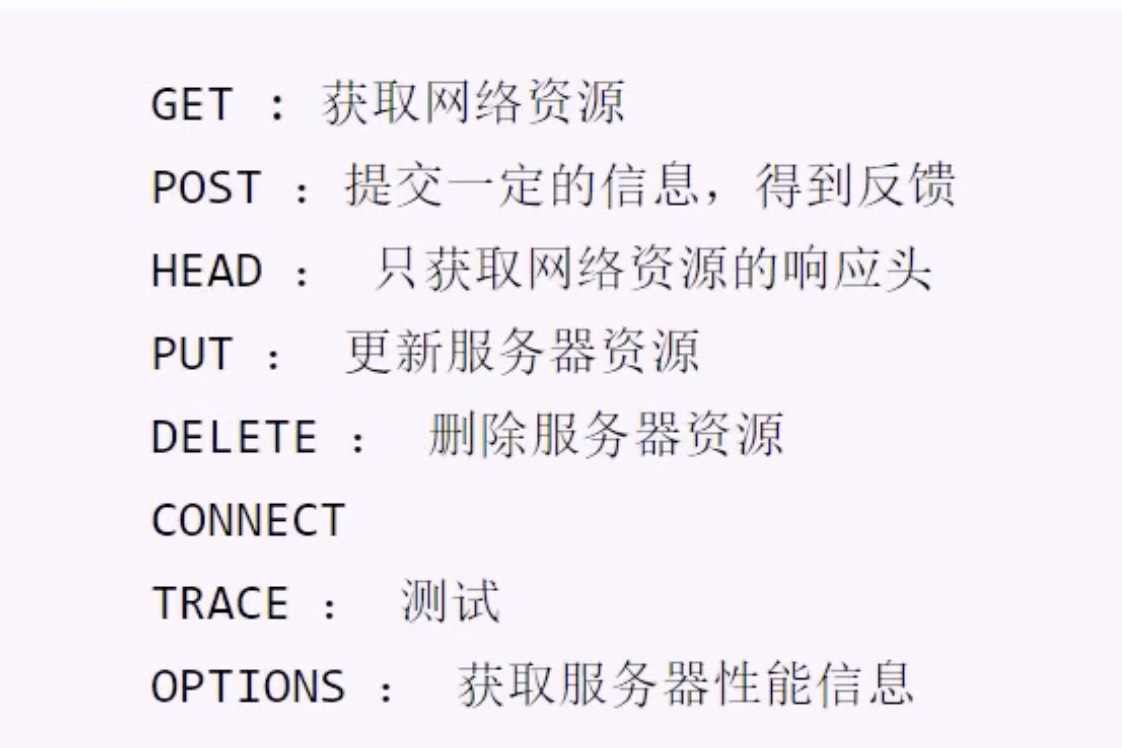 GET : 获取网络资源
POST : 提交一定的信息，得到反馈
HEAD : 只获取网络资源的响应头
PUT : 更新服务器资源
DELETE : 删除服务器资源
CONNECT
TRACE : 测试
OPTIONS : 获取服务器性能信息